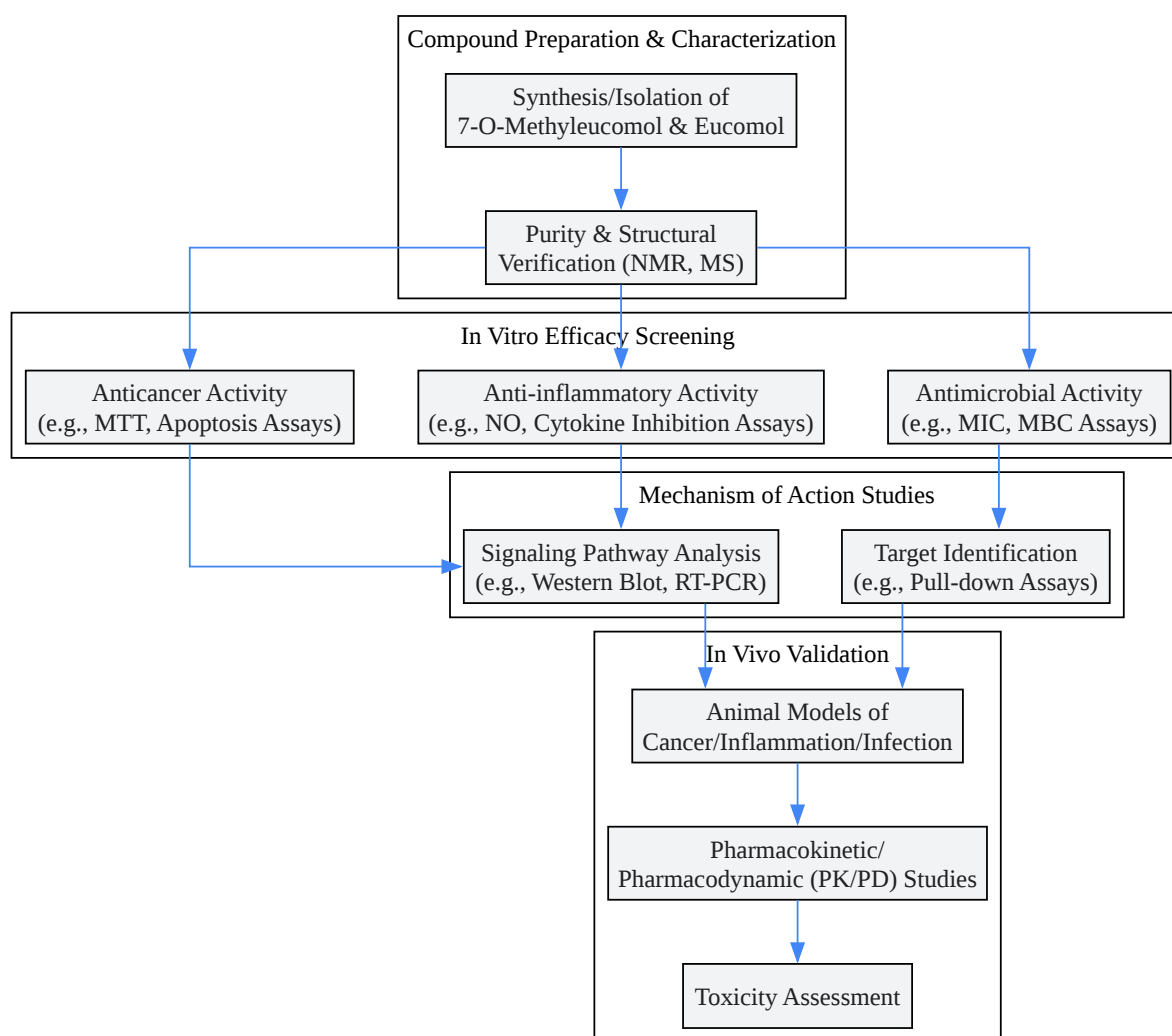 Compound Preparation & Characterization
Synthesis/Isolation of
7-O-Methyleucomol & Eucomol
Purity & Structural
Verification (NMR, MS)
In Vitro Efficacy Screening
Anticancer Activity
(e.g., MTT, Apoptosis Assays)
Anti-inflammatory Activity
(e.g., NO, Cytokine Inhibition Assays)
Antimicrobial Activity
(e.g., MIC, MBC Assays)
Mechanism of Action Studies
Signaling Pathway Analysis
(e.g., Western Blot, RT-PCR)
Target Identification
(e.g., Pull-down Assays)
In Vivo Validation
Animal Models of
Cancer/Inflammation/Infection
Pharmacokinetic/
Pharmacodynamic (PK/PD) Studies
Toxicity Assessment